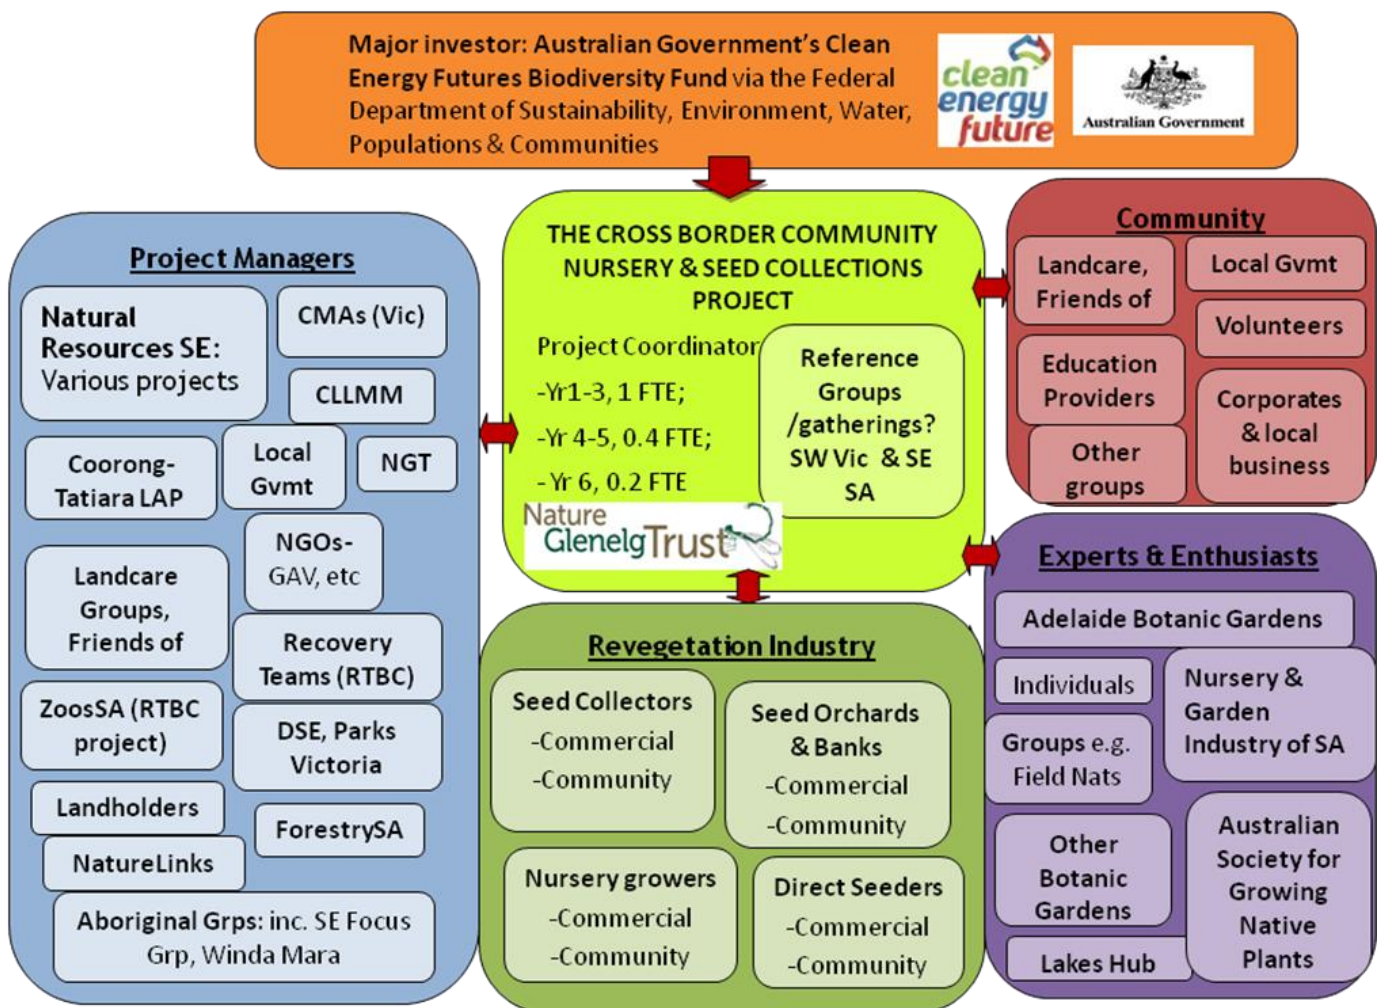 Major investor: Australian Government's Clean
Energy Futures Biodiversity Fund via the Federal
Department of Sustainability, Environment, Water,
Populations & Communities
clean
energy
future
Australian Government
Project Managers
Natural
Resources SE:
Various projects
CMAs (Vic)
CLLMM
Coorong-
Tatiara LAP
Local
Gvmt
NGT
NGOs-
GAV, etc
Landcare
Groups,
Friends of
Recovery
Teams (RTBC)
ZoosSA (RTBC
project)
DSE, Parks
Victoria
Landholders
ForestrySA
NatureLinks
Aboriginal Grps: inc. SE Focus
Grp, Winda Mara
THE CROSS BORDER COMMUNITY
NURSERY & SEED COLLECTIONS
PROJECT
Project Coordinator
-Yr1-3, 1 FTE;
-Yr 4-5, 0.4 FTE;
- Yr 6, 0.2 FTE
Reference
Groups
/gatherings?
SW Vic & SE
SA
Nature
Glenelg Trust
Revegetation Industry
Seed Collectors
-Commercial
-Community
Seed Orchards
& Banks
-Commercial
-Community
Nursery growers
-Commercial
-Community
Direct Seeders
-Commercial
-Community
Community
Landcare,
Friends of
Local Gvmt
Volunteers
Education
Providers
Corporates
& local
business
Other
groups
Experts & Enthusiasts
Adelaide Botanic Gardens
Individuals
Nursery &
Garden
Industry of SA
Groups e.g.
Field Nats
Other
Botanic
Gardens
Australian
Society for
Growing
Native
Plants
Lakes Hub